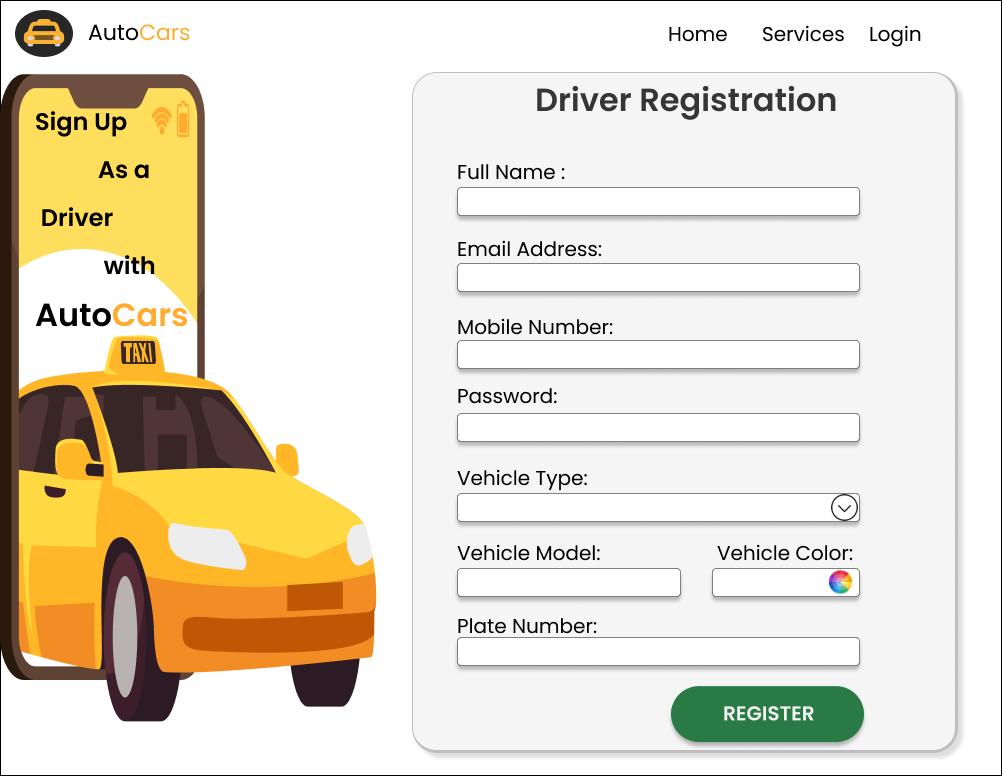 AutoCars
Home Services Login
Sign Up
As a
Driver
with
AutoCars
TAXI
Driver Registration
Full Name :
Email Address:
Mobile Number:
Password:
Vehicle Type:
Vehicle Model: Vehicle Color:
Plate Number:
REGISTER